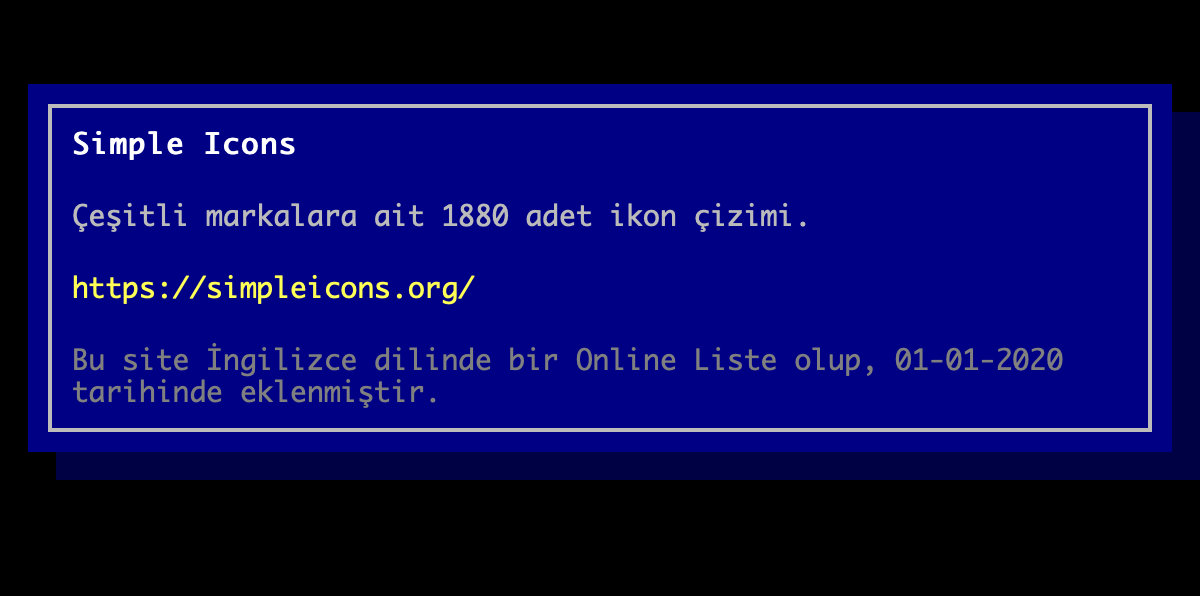 Simple Icons
Çeşitli markalara ait 1880 adet ikon çizimi.
https://simpleicons.org/
Bu site İngilizce dilinde bir Online Liste olup, 01-01-2020
tarihinde eklenmiştir.